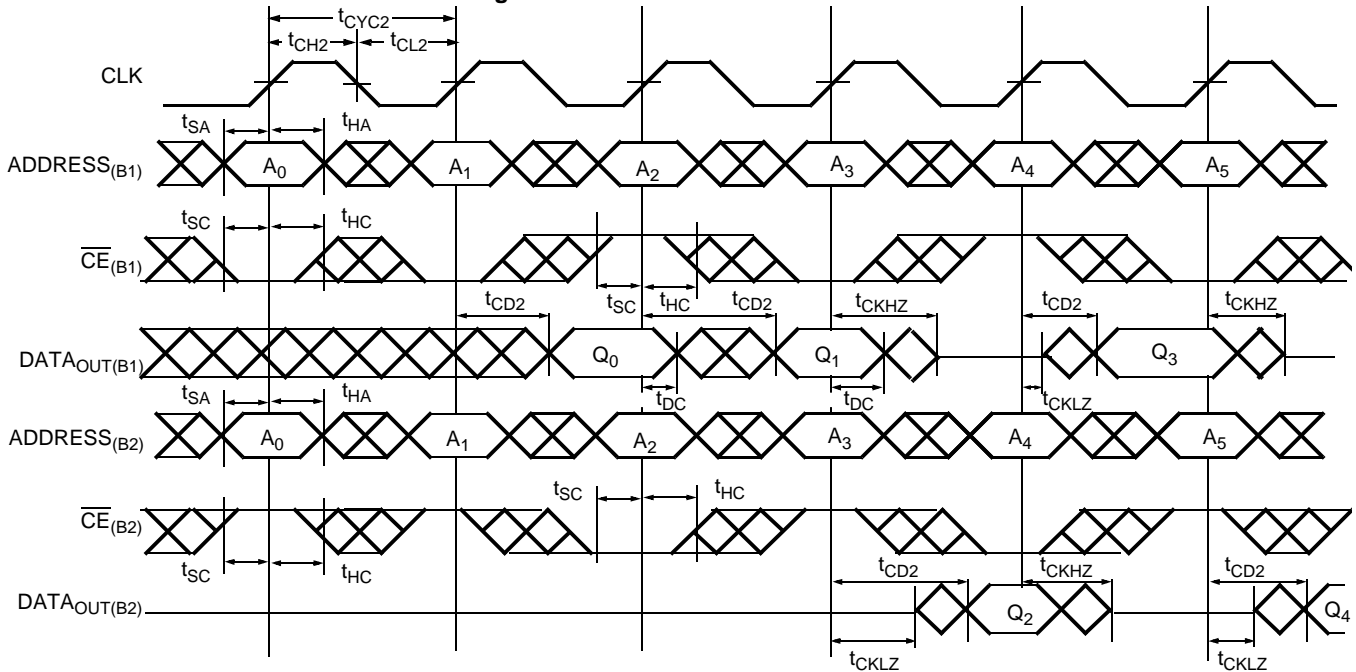 tCYC2
tCH2 tCL2
CLK
tSA tHA
ADDRESS(B1) A0 A1 A2 A3 A4 A5
tSC tHC
CE(B1)
tSC tHC
tCD2 tCD2 tCKHZ tCD2 tCKHZ
DATAOUT(B1) Q0 Q1 Q3
tDC tDC tCKLZ
tSA tHA
ADDRESS(B2) A0 A1 A2 A3 A4 A5
tSC tHC
CE(B2)
tSC tHC
tCD2 tCKHZ tCD2
DATAOUT(B2) Q2 Q4
tCKLZ tCKLZ